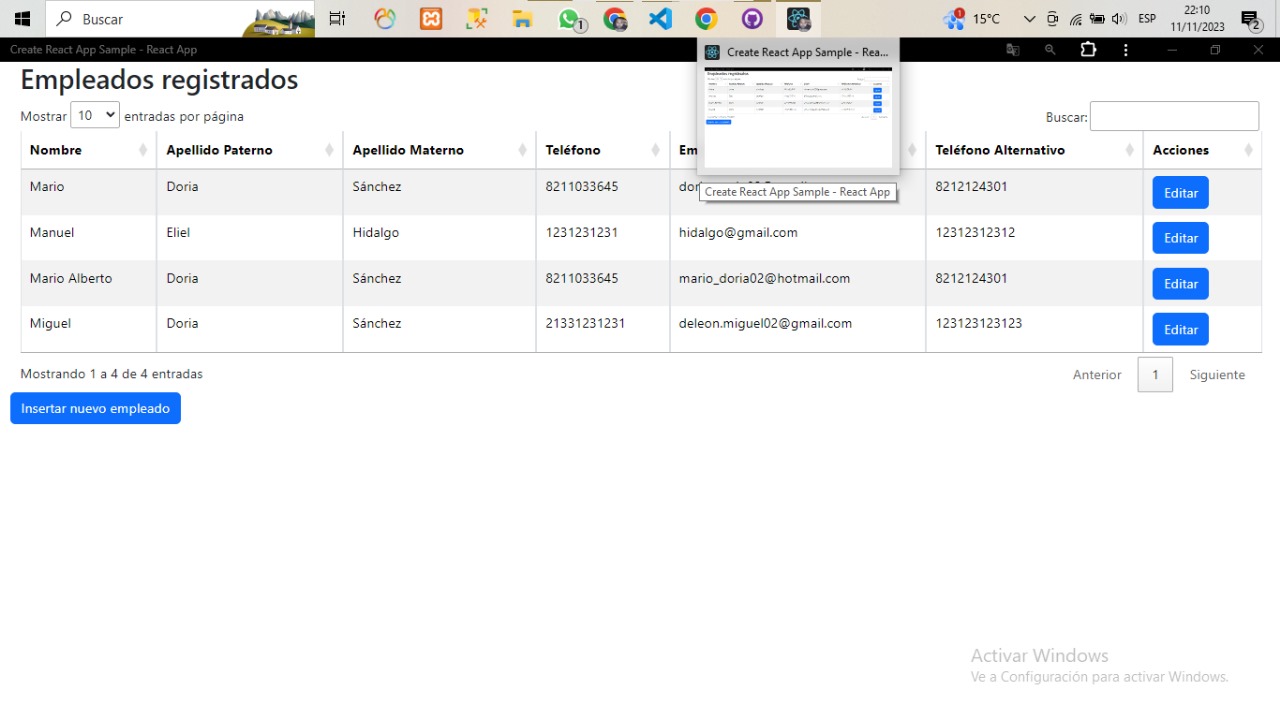 Buscar
1
1
15°C
ESP
22:10
11/11/2023
2
Create React App Sample - React App
Create React App Sample - Rea...
Empleados registrados
Mostrar 10 entradas por página
Buscar:
Nombre Apellido Paterno Apellido Materno Teléfono Em Teléfono Alternativo Acciones
Mario Doria Sánchez 8211033645 8212124301 Editar
Create React App Sample - React App
Manuel Eliel Hidalgo 1231231231 hidalgo@gmail.com 12312312312 Editar
Mario Alberto Doria Sánchez 8211033645 mario_doria02@hotmail.com 8212124301 Editar
Miguel Doria Sánchez 21331231231 deleon.miguel02@gmail.com 123123123123 Editar
Mostrando 1 a 4 de 4 entradas
Anterior 1 Siguiente
Insertar nuevo empleado
Activar Windows
Ve a Configuración para activar Windows.